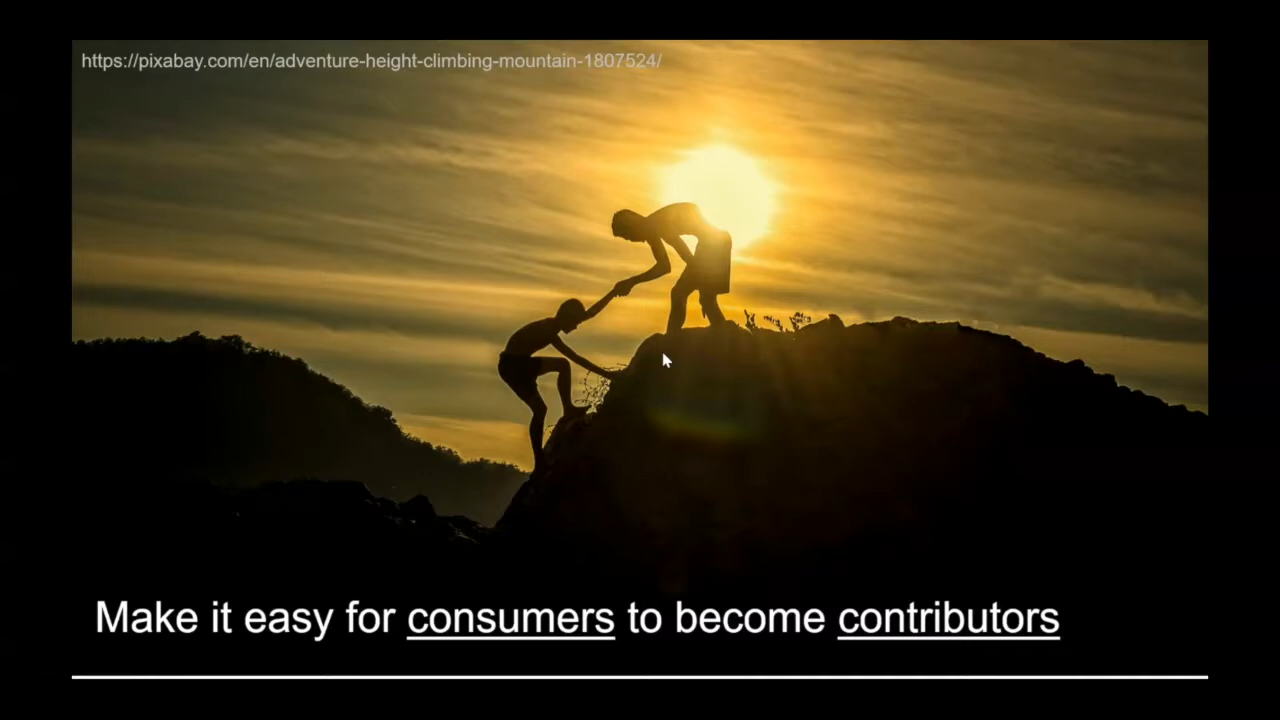 https://pixabay.com/en/adventure-height-climbing-mountain-1807524/
Make it easy for consumers to become contributors